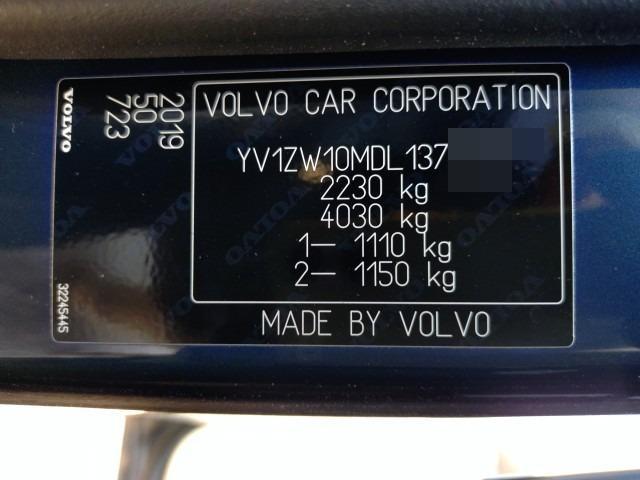 VOLVO
2019
50
723
32245445
VOLVO CAR CORPORATION
YV1ZW10MDL137
2230 kg
4030 kg
1– 1110 kg
2– 1150 kg
MADE BY VOLVO